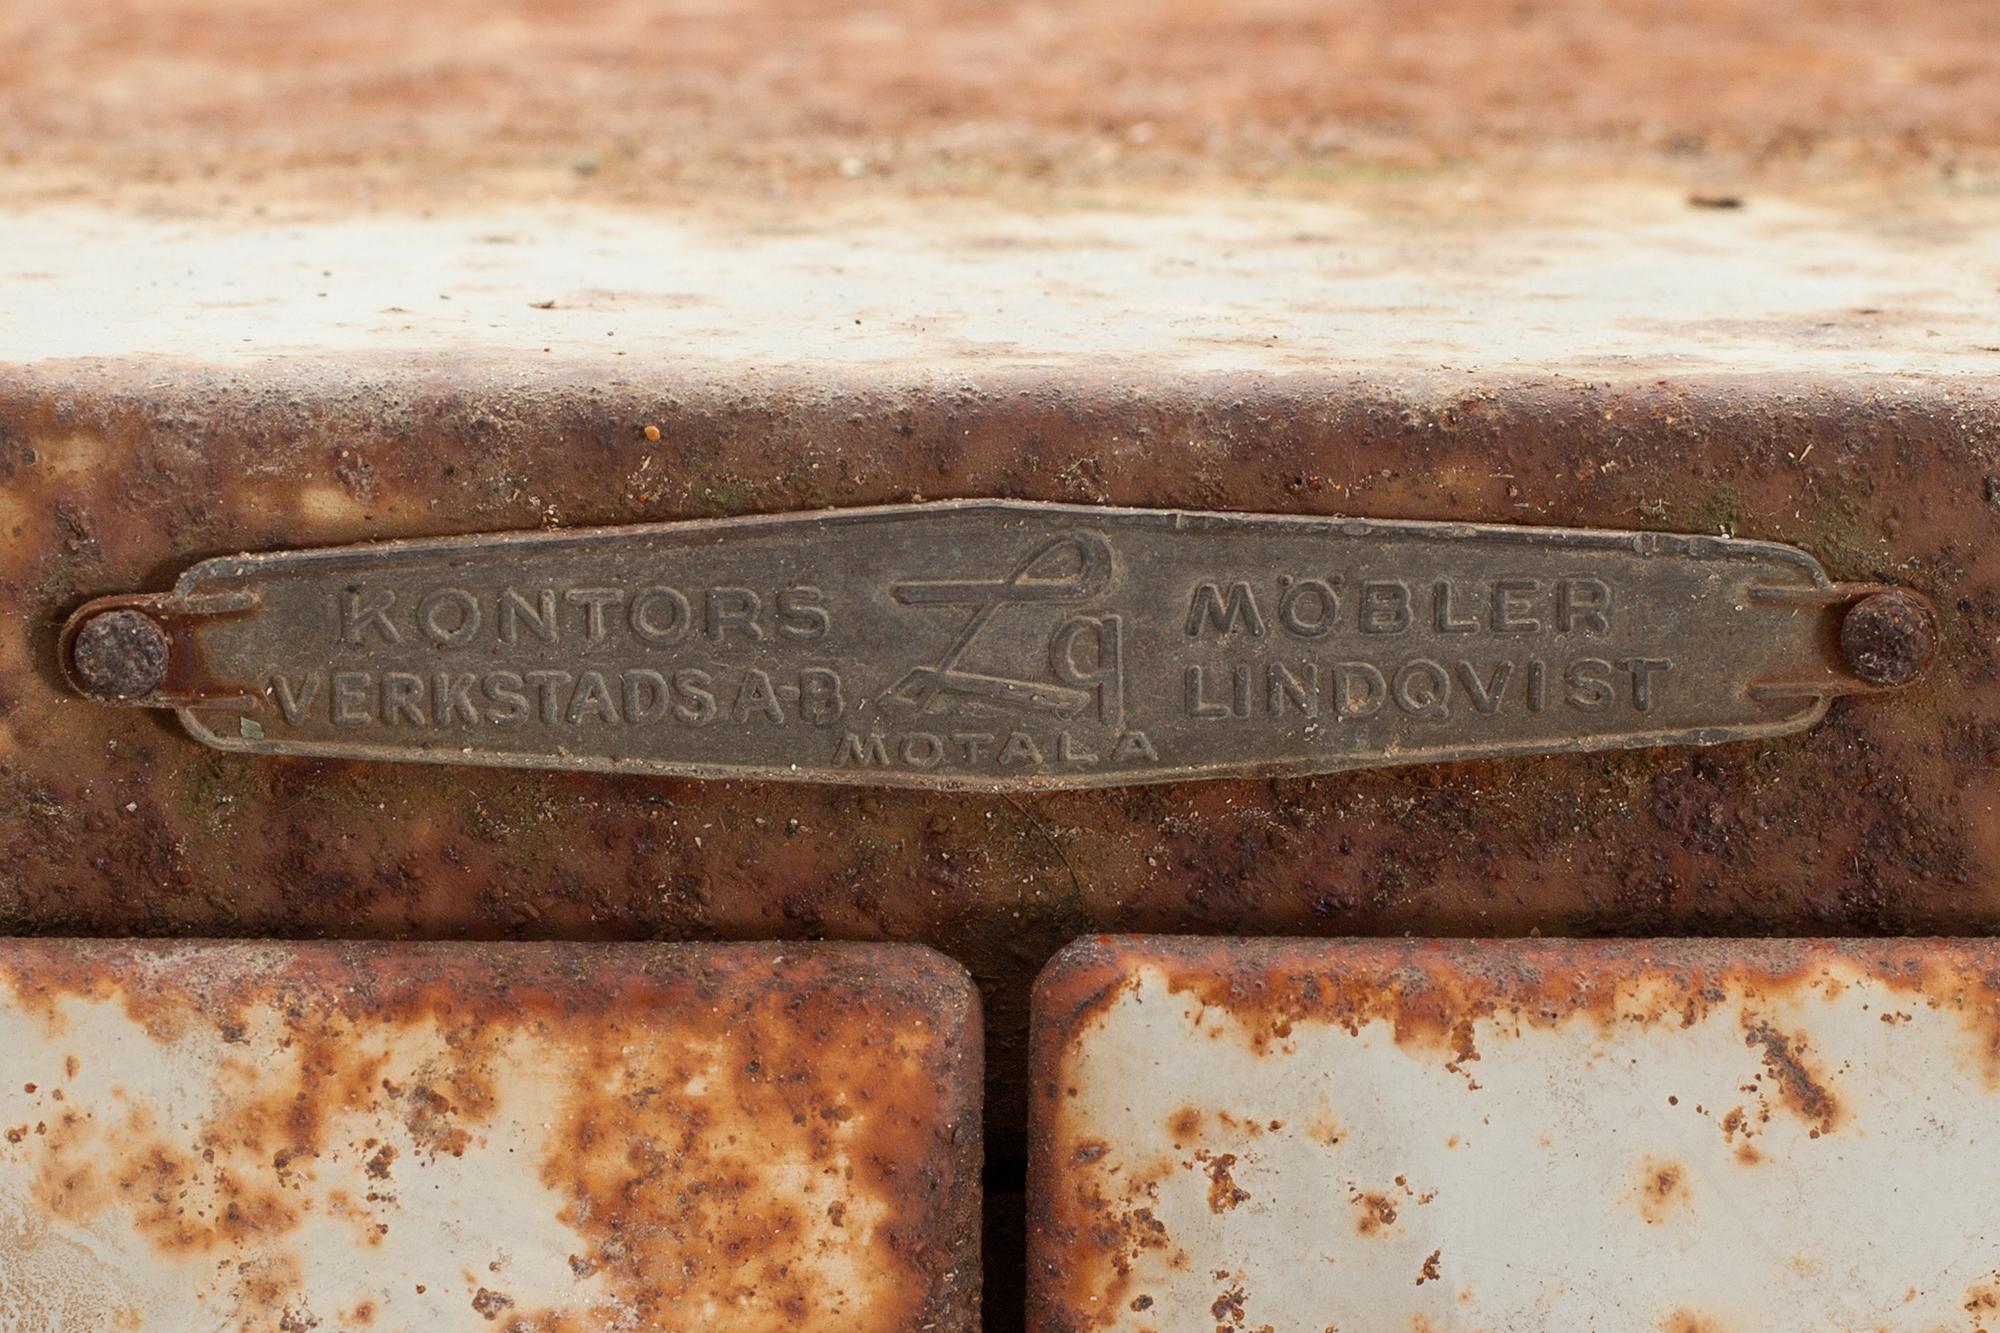 KONTORS
VERKSTADS A-B
Lq
MÖBLER
LINDQVIST
MOTALA